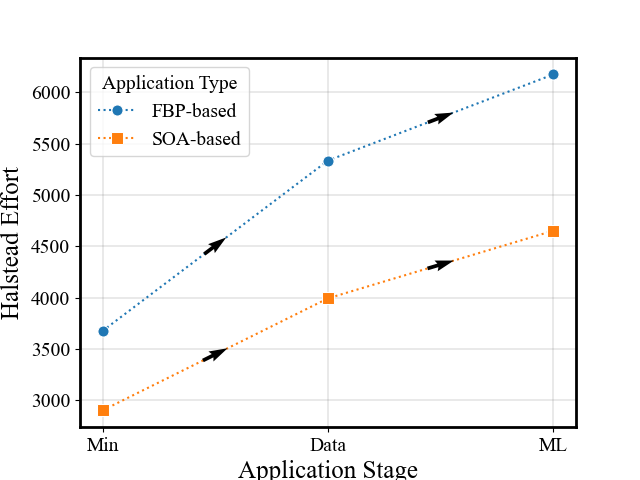 Application Type
FBP-based
SOA-based
Halstead Effort
6000
5500
5000
4500
4000
3500
3000
Min
Data
ML
Application Stage